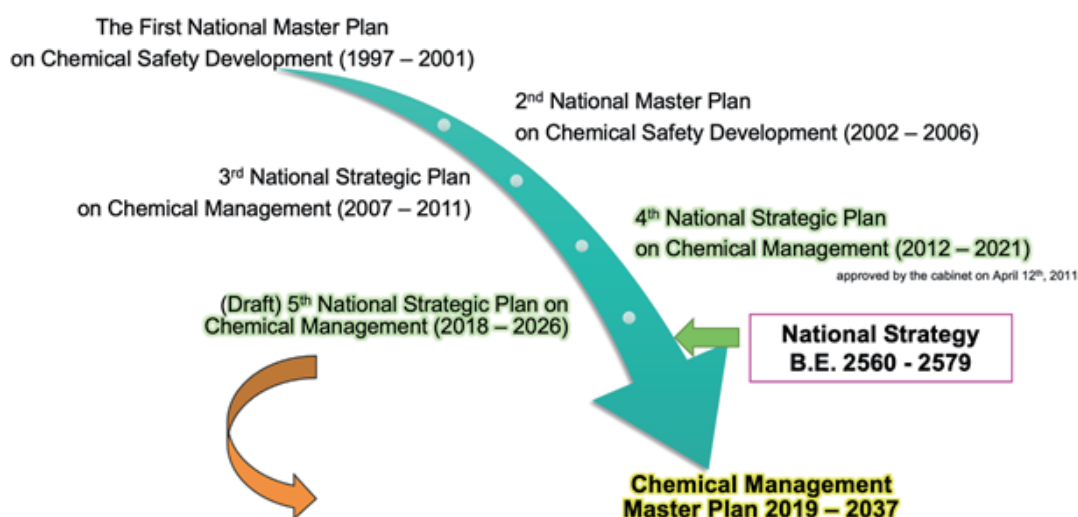 The First National Master Plan
on Chemical Safety Development (1997 – 2001)
2nd National Master Plan
on Chemical Safety Development (2002 – 2006)
3rd National Strategic Plan
on Chemical Management (2007 – 2011)
4th National Strategic Plan
on Chemical Management (2012 – 2021)
approved by the cabinet on April 12th, 2011
(Draft) 5th National Strategic Plan on
Chemical Management (2018 – 2026)
National Strategy
B.E. 2560 - 2579
Chemical Management
Master Plan 2019 – 2037